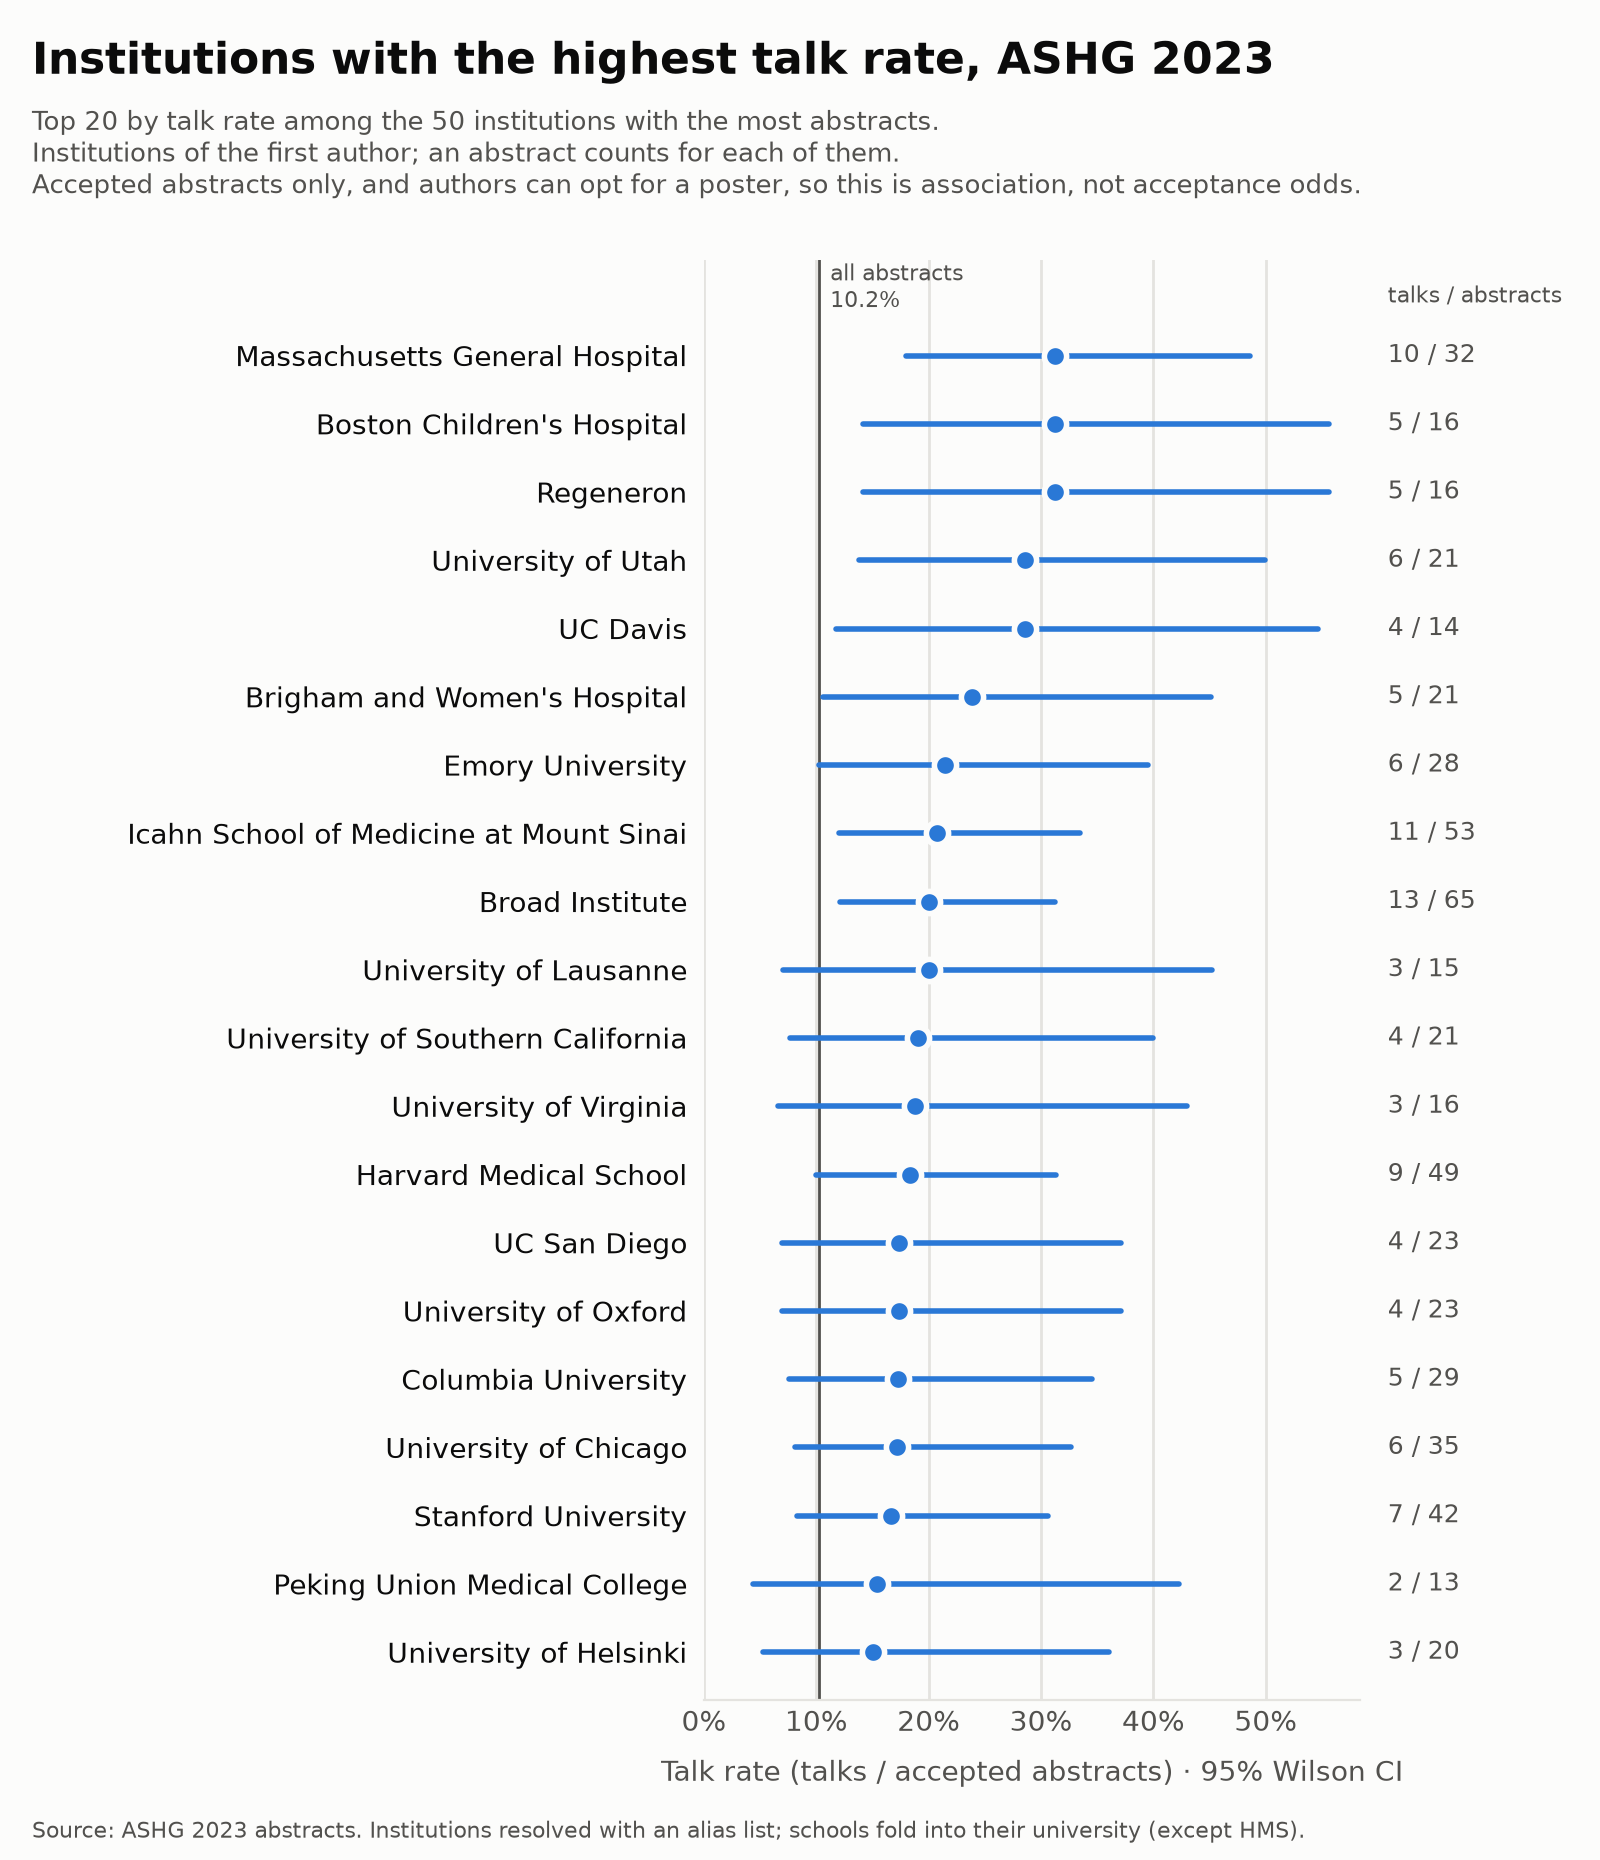 Institutions with the highest talk rate, ASHG 2023
Top 20 by talk rate among the 50 institutions with the most abstracts.
Institutions of the first author; an abstract counts for each of them.
Accepted abstracts only, and authors can opt for a poster, so this is association, not acceptance odds.
all abstracts
10.2%
talks / abstracts
Massachusetts General Hospital 10 / 32
Boston Children's Hospital 5 / 16
Regeneron 5 / 16
University of Utah 6 / 21
UC Davis 4 / 14
Brigham and Women's Hospital 5 / 21
Emory University 6 / 28
Icahn School of Medicine at Mount Sinai 11 / 53
Broad Institute 13 / 65
University of Lausanne 3 / 15
University of Southern California 4 / 21
University of Virginia 3 / 16
Harvard Medical School 9 / 49
UC San Diego 4 / 23
University of Oxford 4 / 23
Columbia University 5 / 29
University of Chicago 6 / 35
Stanford University 7 / 42
Peking Union Medical College 2 / 13
University of Helsinki 3 / 20
0% 10% 20% 30% 40% 50%
Talk rate (talks / accepted abstracts) · 95% Wilson CI
Source: ASHG 2023 abstracts. Institutions resolved with an alias list; schools fold into their university (except HMS).